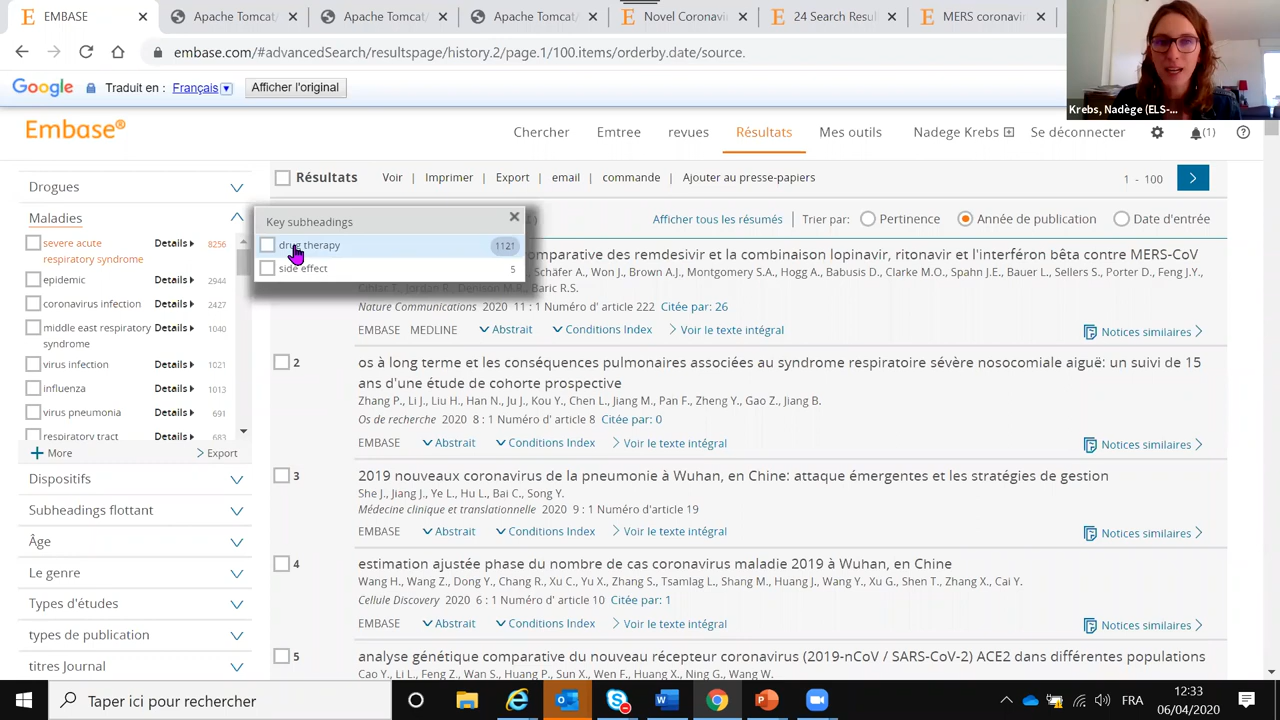 EMBASE
Apache Tomcat/
Apache Tomcat/
Apache Tomcat/
Novel Coronavi
24 Search Resul
MERS coronavir
embase.com/#advancedSearch/resultspage/history.2/page.1/100.items/orderby.date/source.
Google Traduit en : Français Afficher l'original
Krebs, Nadège (ELS-...
Embase®
Chercher Emtree revues Résultats Mes outils Nadege Krebs Se déconnecter (1)
Drogues
Maladies
severe acute respiratory syndrome Details 8256
epidemic Details 2944
coronavirus infection Details 2427
middle east respiratory syndrome Details 1040
virus infection Details 1021
influenza Details 1013
virus pneumonia Details 691
respiratory tract Details 683
More Export
Dispositifs
Subheadings flottant
Âge
Le genre
Types d'études
types de publication
titres Journal
Key subheadings
drug therapy 1121
side effect 5
Résultats Voir | Imprimer | Export | email | commande | Ajouter au presse-papiers 1 - 100
Afficher tous les résumés Trier par: Pertinence Année de publication Date d'entrée
comparative des remdesivir et la combinaison lopinavir, ritonavir et l'interféron bêta contre MERS-CoV
Schäfer A., Won J., Brown A.J., Montgomery S.A., Hogg A., Babusis D., Clarke M.O., Spahn J.E., Bauer L., Sellers S., Porter D., Feng J.Y.,
Baric R.S.
Nature Communications 2020 11 : 1 Numéro d' article 222 Citée par: 26
EMBASE MEDLINE Abstrait Conditions Index Voir le texte intégral Notices similaires
2 os à long terme et les conséquences pulmonaires associées au syndrome respiratoire sévère nosocomiale aiguë: un suivi de 15
ans d'une étude de cohorte prospective
Zhang P., Li J., Liu H., Han N., Ju J., Kou Y., Chen L., Jiang M., Pan F., Zheng Y., Gao Z., Jiang B.
Os de recherche 2020 8 : 1 Numéro d' article 8 Citée par: 0
EMBASE Abstrait Conditions Index Voir le texte intégral Notices similaires
3 2019 nouveaux coronavirus de la pneumonie à Wuhan, en Chine: attaque émergentes et les stratégies de gestion
She J., Jiang J., Ye L., Hu L., Bai C., Song Y.
Médecine clinique et translationnelle 2020 9 : 1 Numéro d'article 19
EMBASE Abstrait Conditions Index Voir le texte intégral Notices similaires
4 estimation ajustée phase du nombre de cas coronavirus maladie 2019 à Wuhan, en Chine
Wang H., Wang Z., Dong Y., Chang R., Xu C., Yu X., Zhang S., Tsamlag L., Shang M., Huang J., Wang Y., Xu G., Shen T., Zhang X., Cai Y.
Cellule Discovery 2020 6 : 1 Numéro d' article 10 Citée par: 1
EMBASE Abstrait Conditions Index Voir le texte intégral Notices similaires
5 analyse génétique comparative du nouveau récepteur coronavirus (2019-nCoV / SARS-CoV-2) ACE2 dans différentes populations
Cao Y., Li L., Feng Z., Wan S., Huang P., Sun X., Wen F., Huang X., Ning G., Wang W.
Taper ici pour rechercher
FRA
12:33
06/04/2020